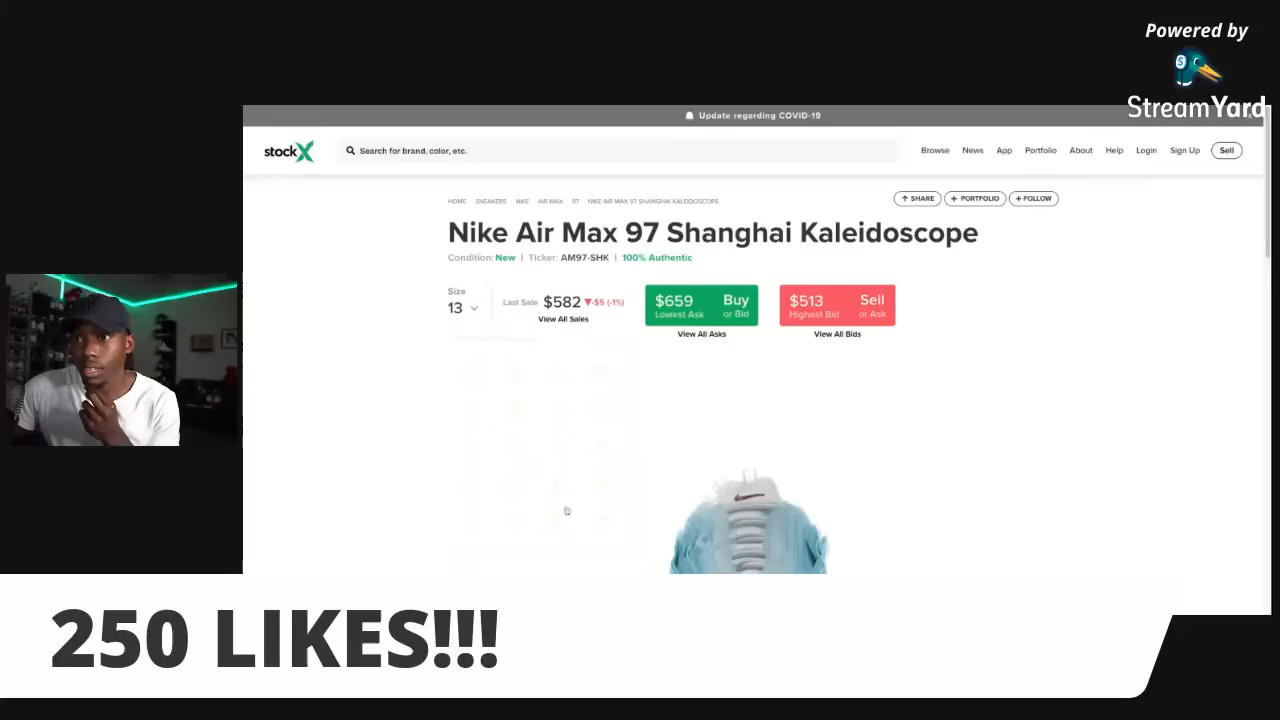 Powered by
StreamYard
Update regarding COVID-19
stockX
Search for brand, color, etc.
Browse News App Portfolio About Help Login Sign Up Sell
HOME SNEAKERS NIKE AIR MAX 97 NIKE AIR MAX 97 SHANGHAI KALEIDOSCOPE
SHARE + PORTFOLIO + FOLLOW
Nike Air Max 97 Shanghai Kaleidoscope
Condition: New | Ticker: AM97-SHK | 100% Authentic
Size
13
Last Sale $582 ▼-$5 (-1%)
View All Sales
$659 Buy
Lowest Ask or Bid
View All Asks
$513 Sell
Highest Bid or Ask
View All Bids
250 LIKES!!!